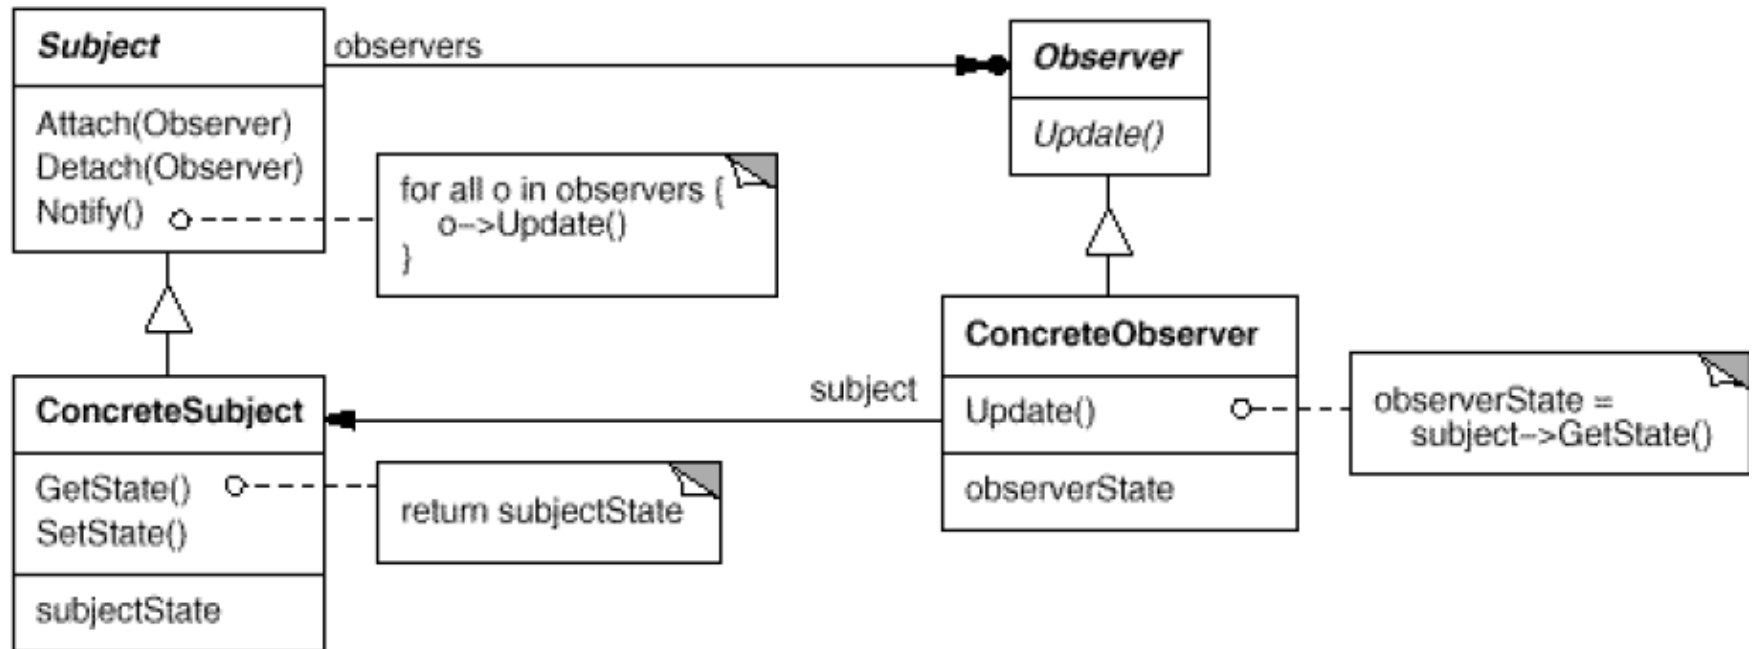 Subject
observers
Observer
Attach(Observer)
Detach(Observer)
Notify()
Update()
for all o in observers {
o->Update()
}
ConcreteSubject
subject
ConcreteObserver
GetState()
SetState()
return subjectState
Update()
observerState =
subject->GetState()
subjectState
observerState